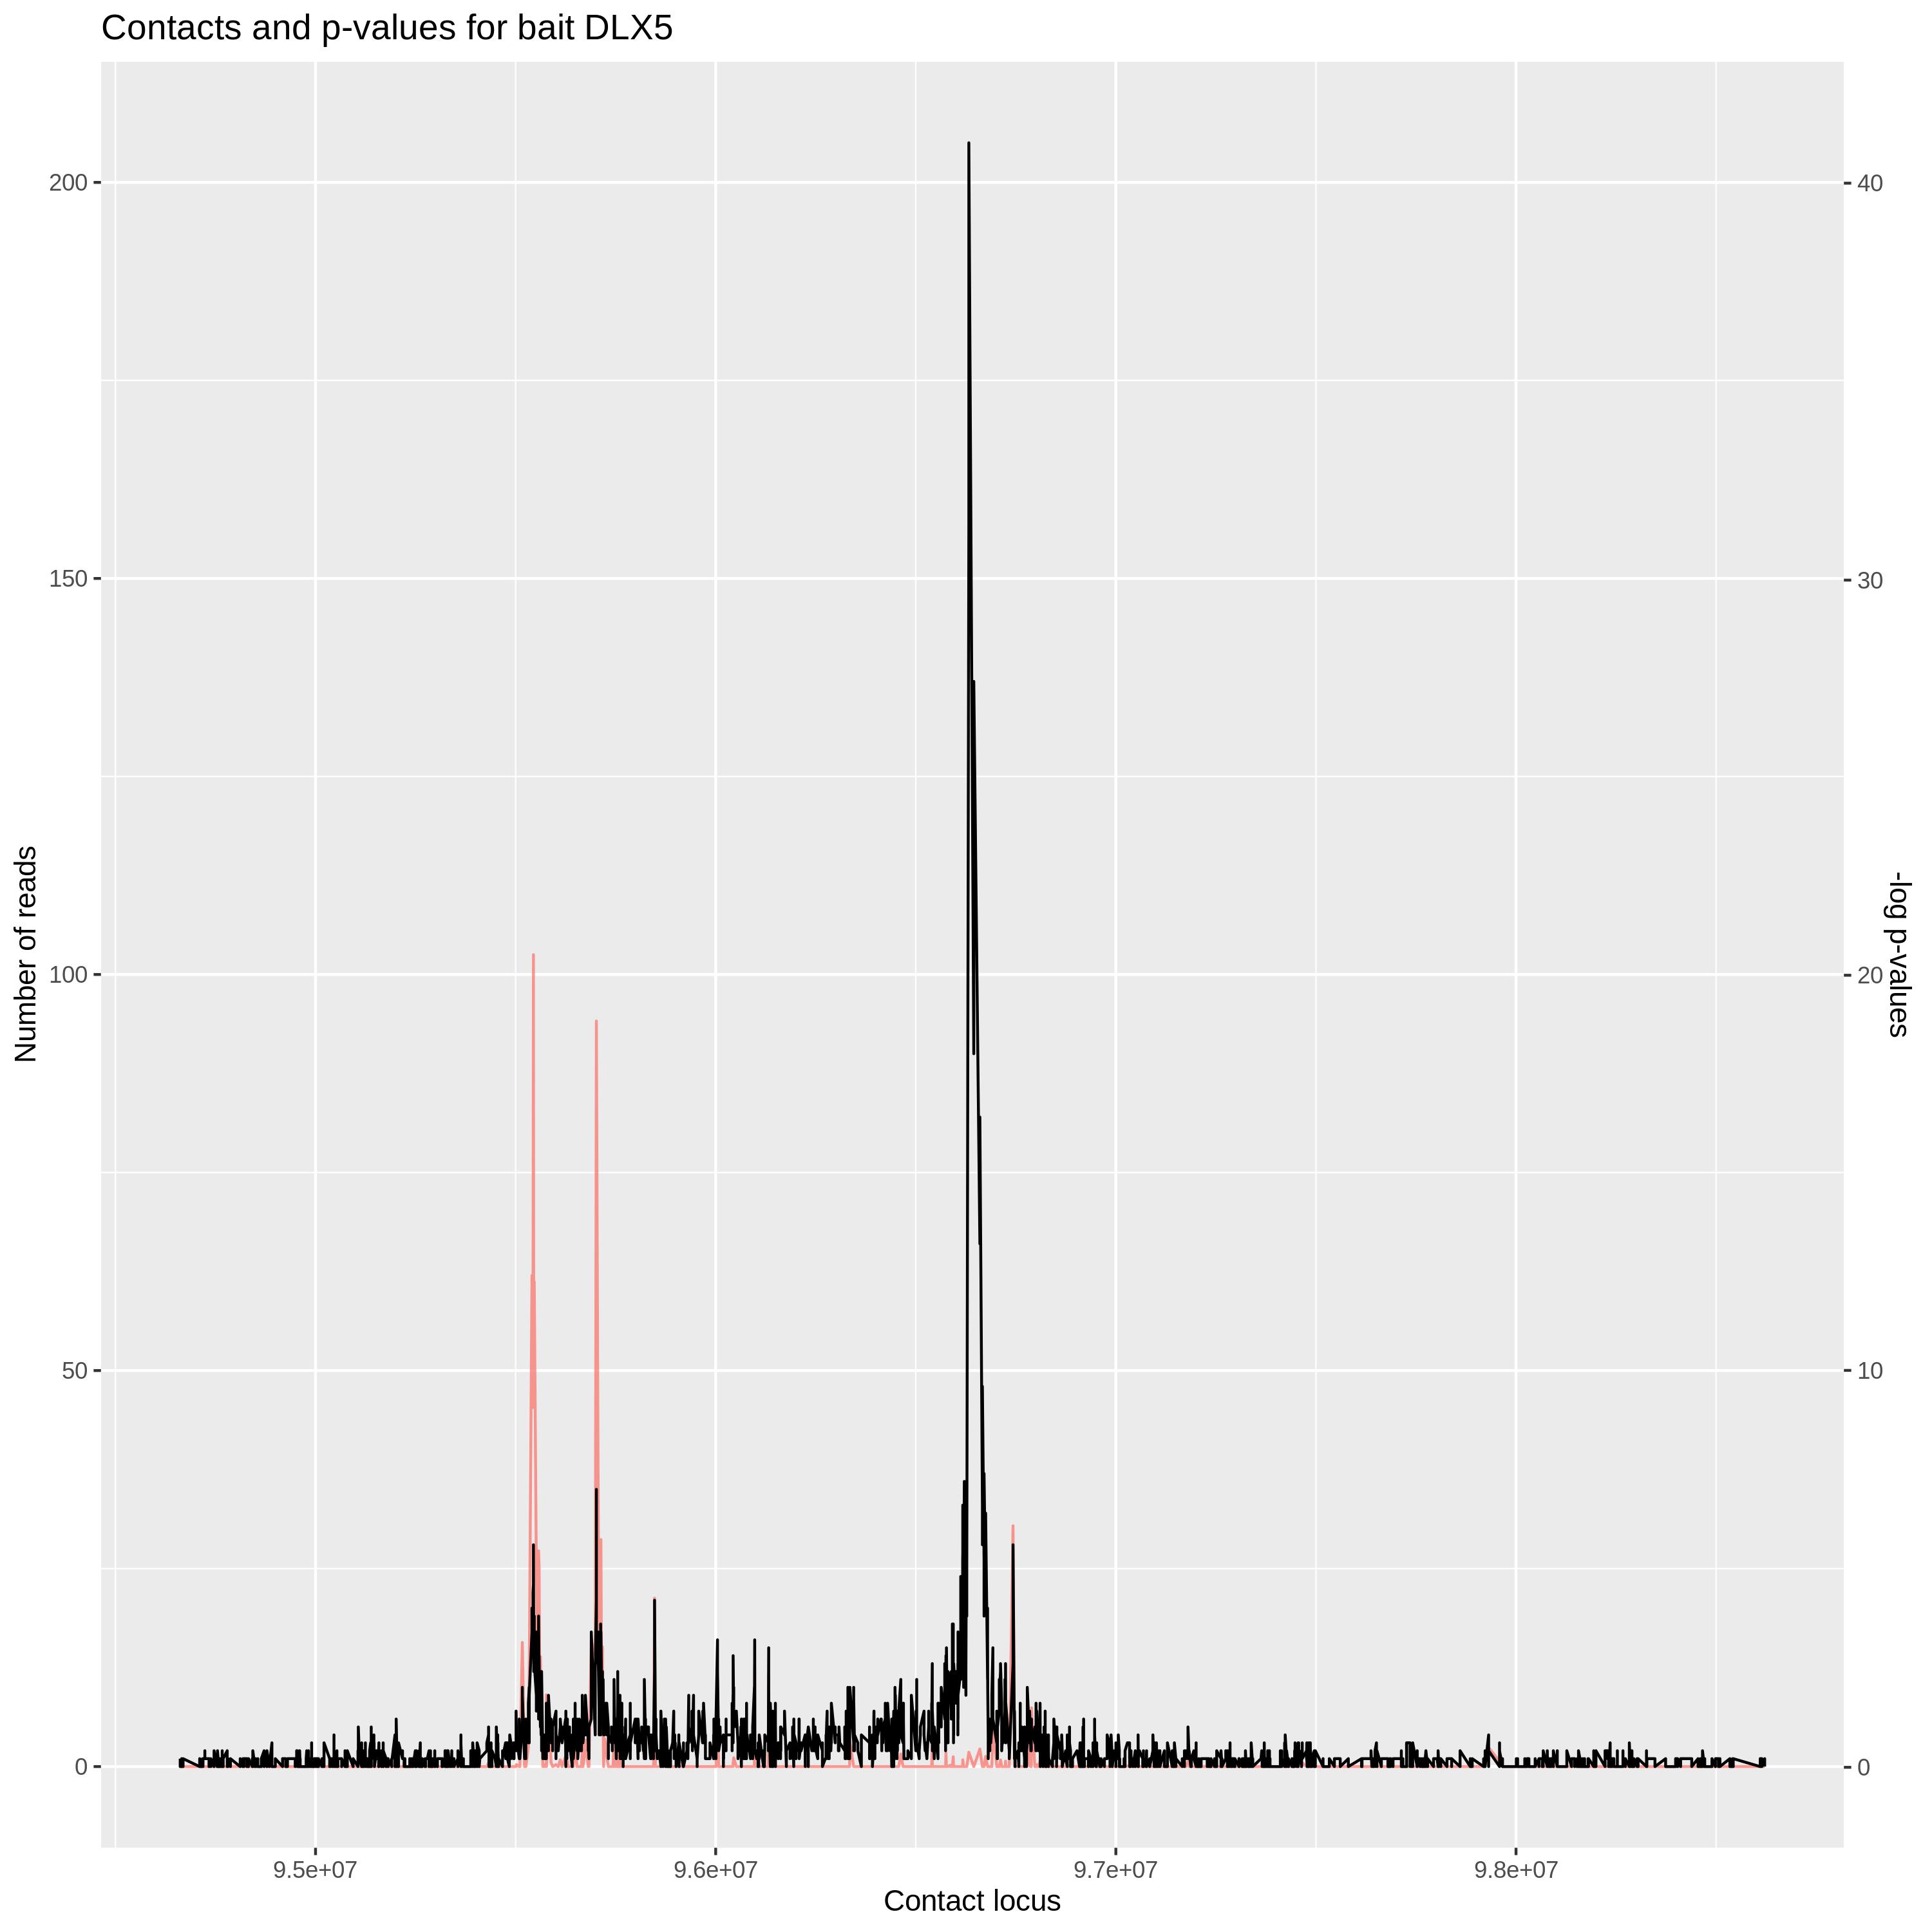 Contacts and p-values for bait DLX5
Number of reads
200
150
100
50
0
40
30
20
10
0
-log p-values
9.5e+07
9.6e+07
9.7e+07
9.8e+07
Contact locus